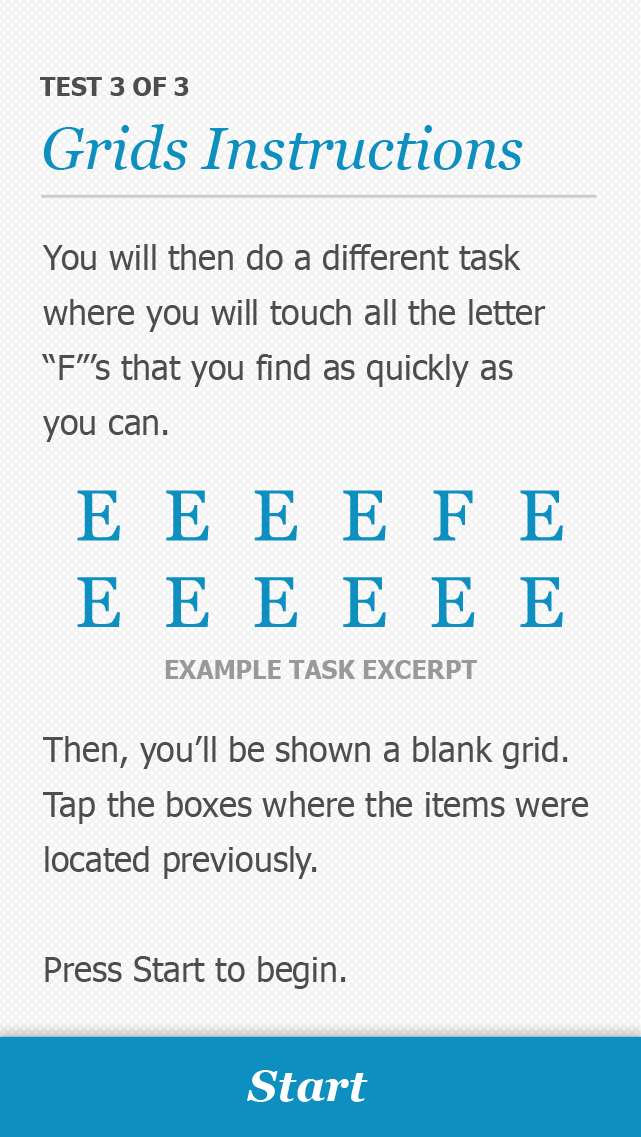 TEST 3 OF 3
Grids Instructions
You will then do a different task
where you will touch all the letter
“F”’s that you find as quickly as
you can.
E E E E F E
E E E E E E
EXAMPLE TASK EXCERPT
Then, you’ll be shown a blank grid.
Tap the boxes where the items were
located previously.
Press Start to begin.
Start